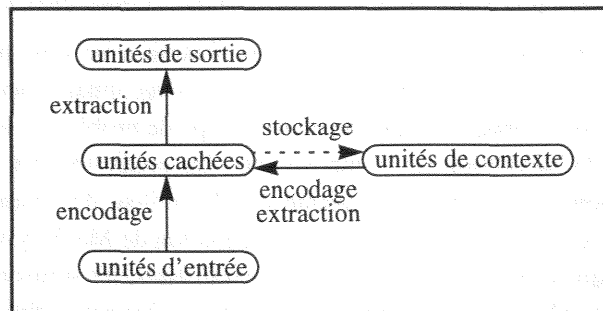 unités de sortie
extraction
stockage
unités cachées
unités de contexte
encodage
extraction
encodage
unités d'entrée